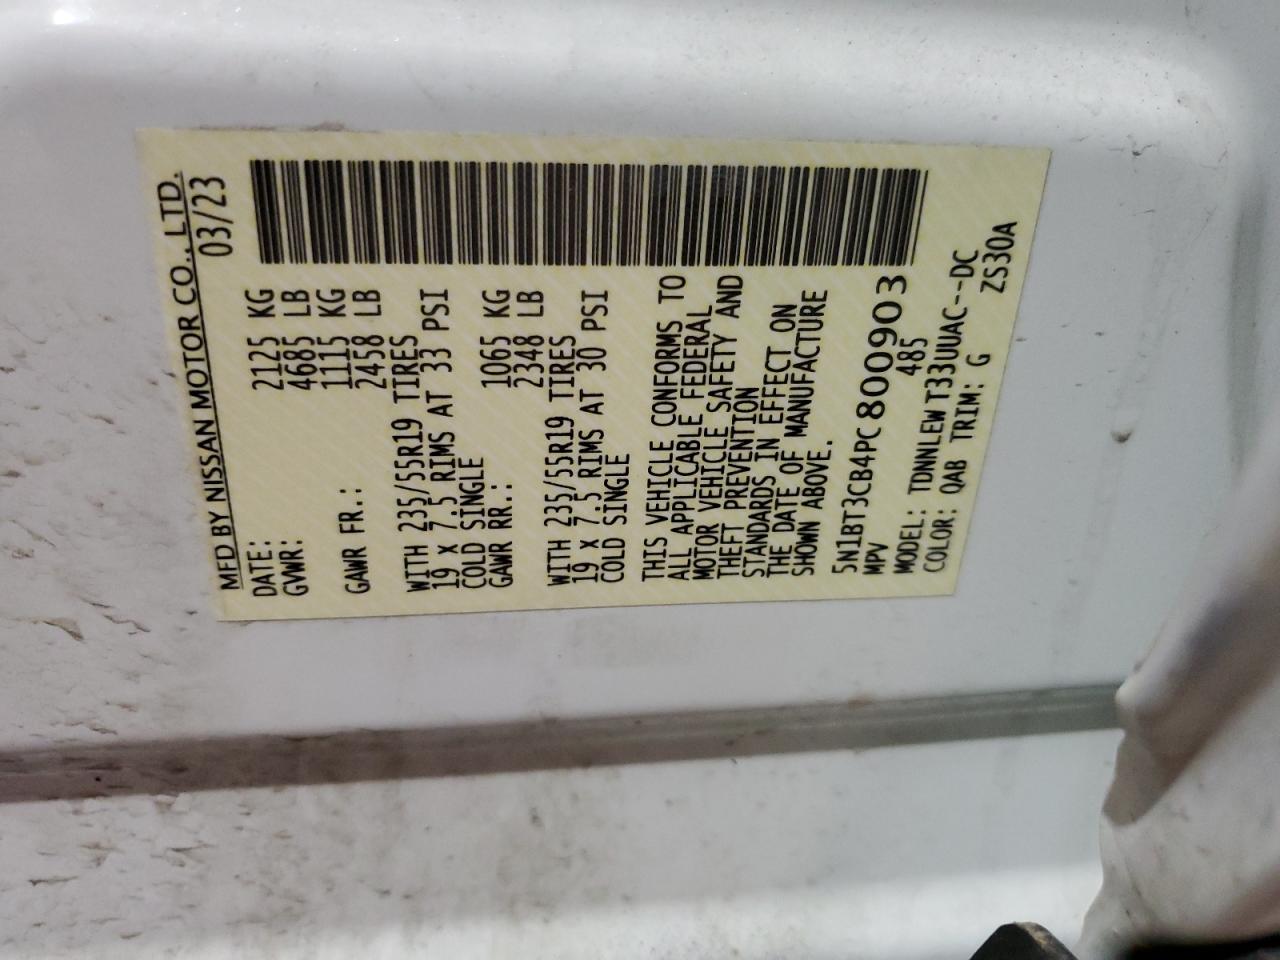 MFD BY NISSAN MOTOR CO., LTD.
DATE: 03/23
GVWR: 2125 KG
4685 LB
GAWR FR.: 1115 KG
2458 LB
WITH 235/55R19 TIRES
19 x 7.5 RIMS AT 33 PSI
COLD SINGLE
GAWR RR.: 1065 KG
2348 LB
WITH 235/55R19 TIRES
19 x 7.5 RIMS AT 30 PSI
COLD SINGLE
THIS VEHICLE CONFORMS TO
ALL APPLICABLE FEDERAL
MOTOR VEHICLE SAFETY AND
THEFT PREVENTION
STANDARDS IN EFFECT ON
THE DATE OF MANUFACTURE
SHOWN ABOVE.
5N1BT3CB4PC800903
MPV 485
MODEL: TDNNLEW T33UUAC--DC
COLOR: QAB TRIM: G ZS30A